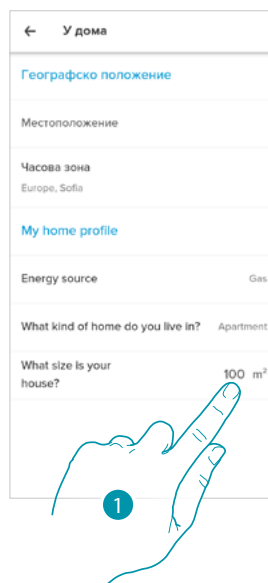 ← У дома
Географско положение
Местоположение
Часова зона
Europe, Sofia
My home profile
Energy source Gas
What kind of home do you live in? Apartment
What size is your
house?
100 m²
1